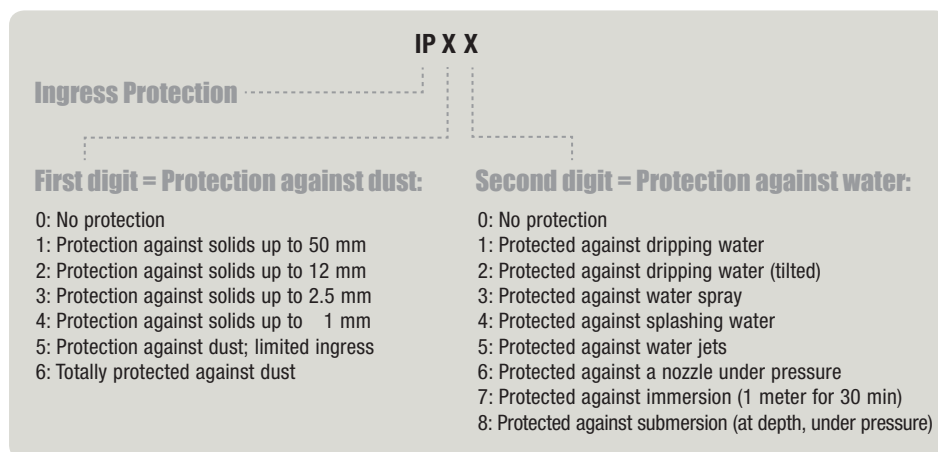 IP X X
Ingress Protection
First digit = Protection against dust:
0: No protection
1: Protection against solids up to 50 mm
2: Protection against solids up to 12 mm
3: Protection against solids up to 2.5 mm
4: Protection against solids up to 1 mm
5: Protection against dust; limited ingress
6: Totally protected against dust
Second digit = Protection against water:
0: No protection
1: Protected against dripping water
2: Protected against dripping water (tilted)
3: Protected against water spray
4: Protected against splashing water
5: Protected against water jets
6: Protected against a nozzle under pressure
7: Protected against immersion (1 meter for 30 min)
8: Protected against submersion (at depth, under pressure)